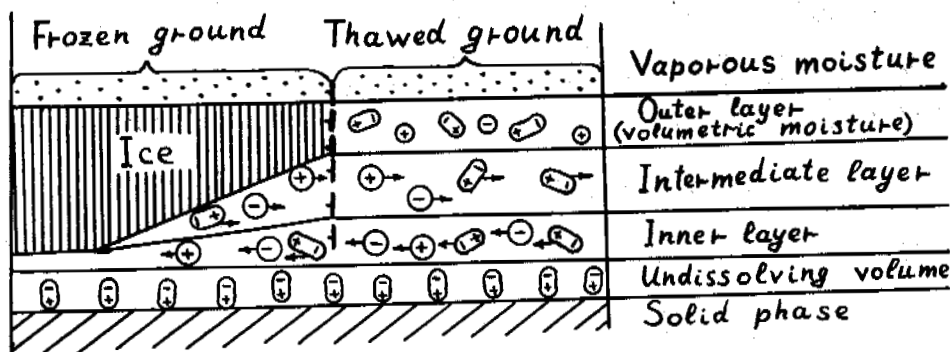 Frozen ground
Thawed ground
Vaporous moisture
Outer layer
(volumetric moisture)
Ice
Intermediate layer
Inner layer
Undissolving volume
Solid phase